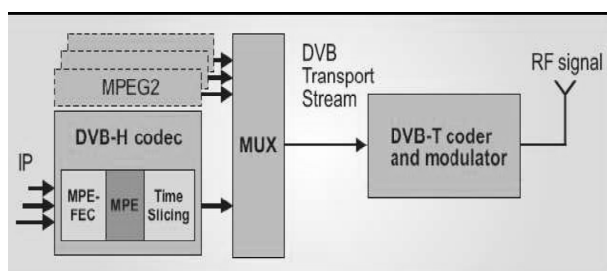 MPEG2
DVB-H codec
IP
MPE-
FEC
MPE
Time
Slicing
MUX
DVB
Transport
Stream
DVB-T coder
and modulator
RF signal